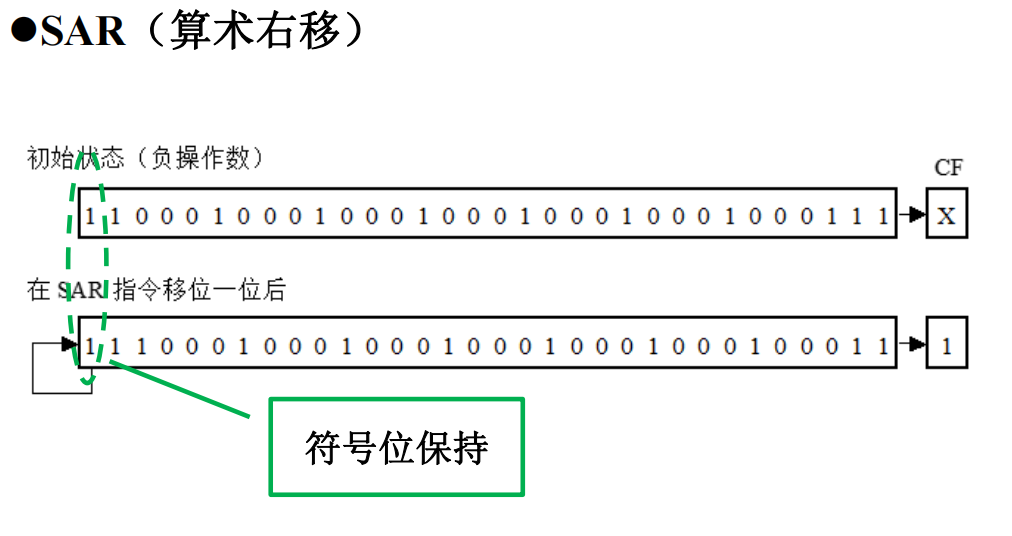 ●SAR（算术右移）
初始状态（负操作数）
CF
1 1 0 0 0 1 0 0 0 1 0 0 0 1 0 0 0 1 0 0 0 1 0 0 0 1 0 0 0 1 1 1 X
在 SAR 指令移位一位后
1 1 1 0 0 0 1 0 0 0 1 0 0 0 1 0 0 0 1 0 0 0 1 0 0 0 1 0 0 0 1 1 1
符号位保持